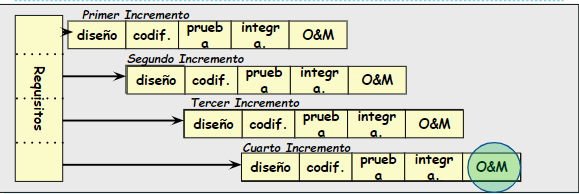 Primer Incremento
diseño codif. prueb integr O&M
a a.
Segundo Incremento
diseño codif. prueb integr O&M
a a.
Requisitos
Tercer Incremento
diseño codif. prueb integr O&M
a a.
Cuarto Incremento
diseño codif. prueb integr O&M
a a.